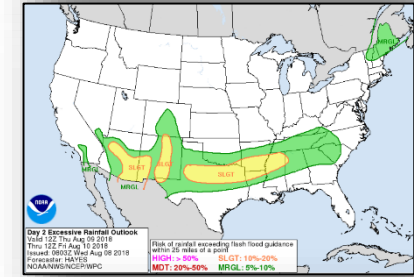 MRGL
SLGT
SLGT
SLGT
MRGL
MRGL
NOAA
Day 2 Excessive Rainfall Outlook
Valid 12Z Thu Aug 09 2018
Thru 12Z Fri Aug 10 2018
Issued: 0803Z Wed Aug 08 2018
Forecaster: HAYES
NOAA/NWS/NCEP/WPC
Risk of rainfall exceeding flash flood guidance
within 25 miles of a point
HIGH: > 50% SLGT: 10%-20%
MDT: 20%-50% MRGL: 5%-10%